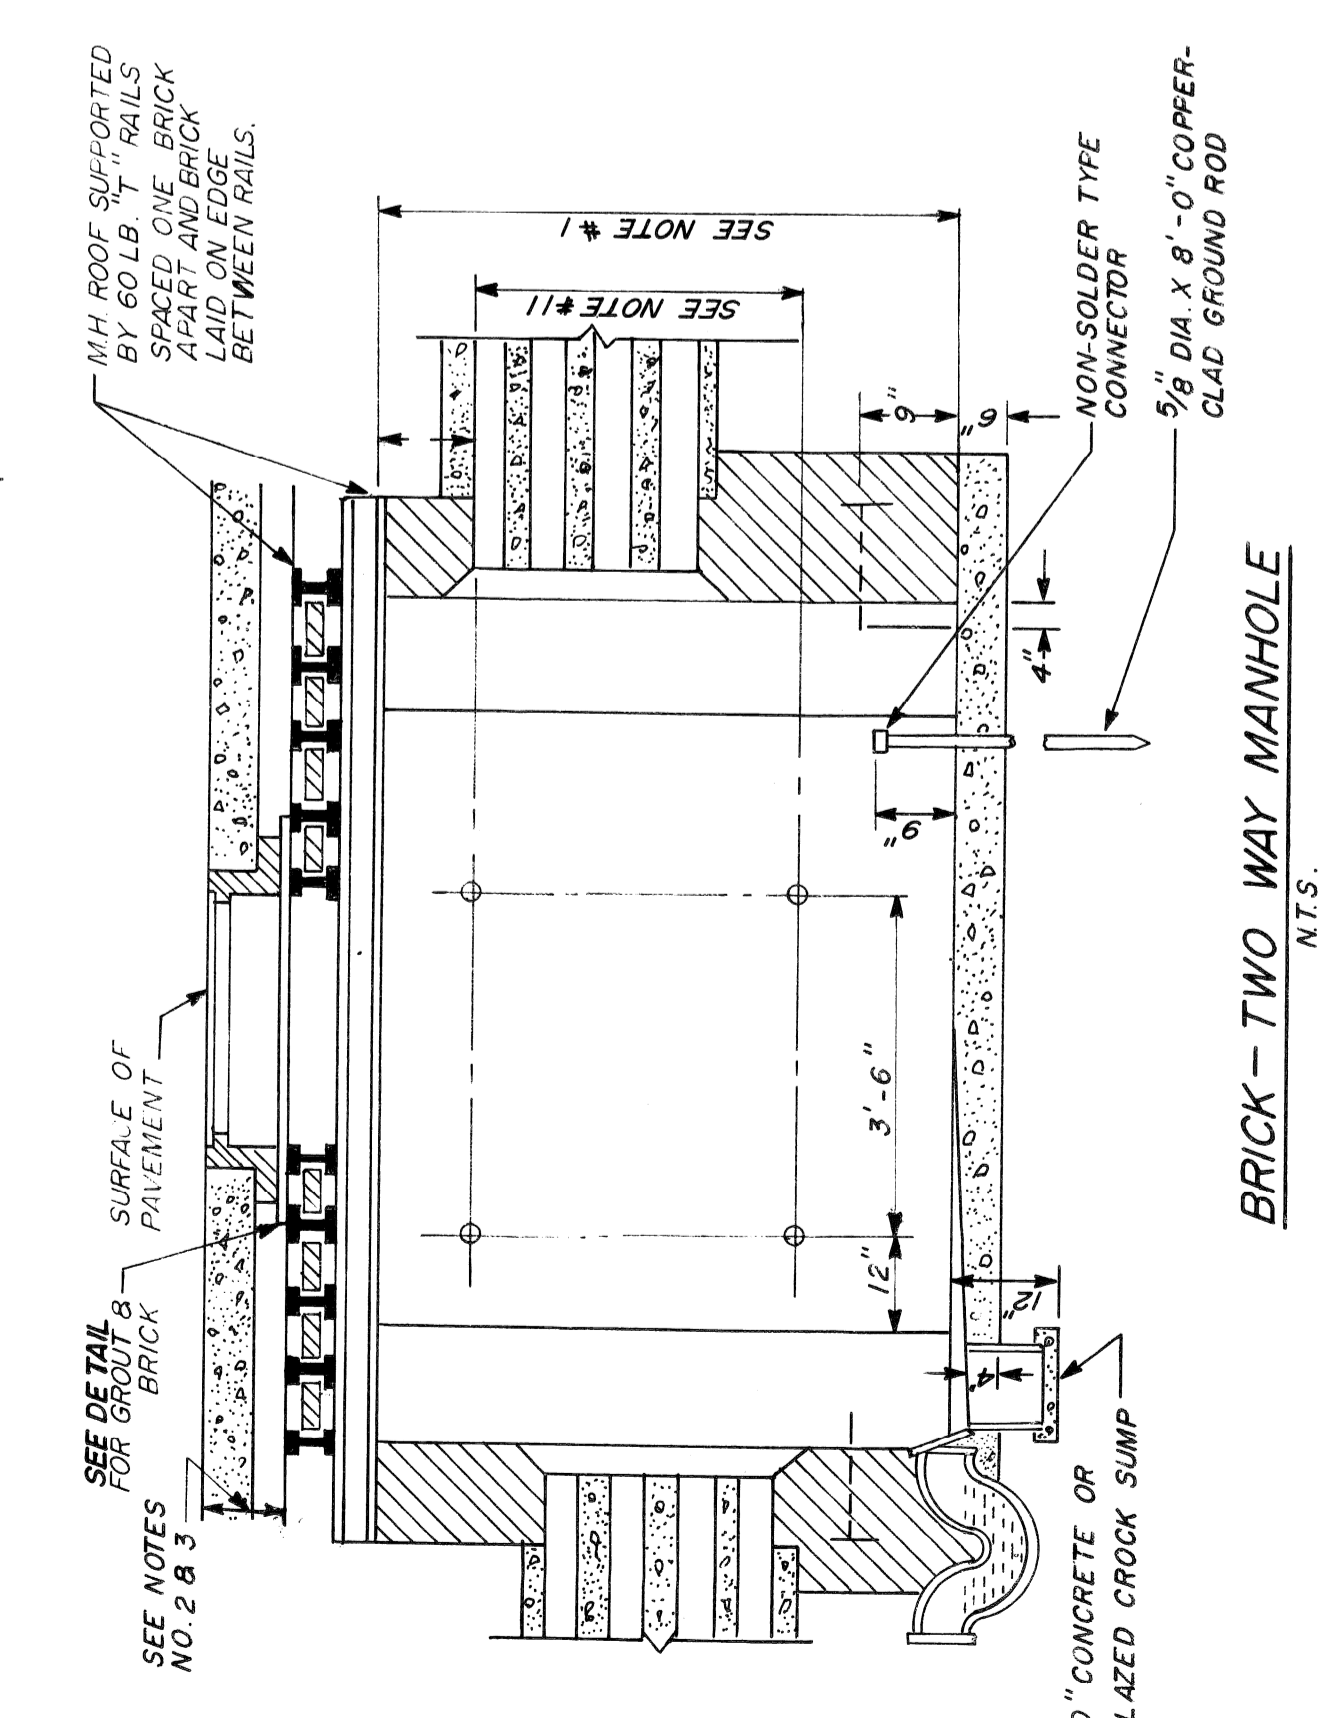 M.H. ROOF SUPPORTED
BY 60 LB. "T" RAILS
SPACED ONE BRICK
APART AND BRICK
LAID ON EDGE
BETWEEN RAILS.
SURFACE OF
PAVEMENT
SEE DETAIL
FOR GROUT &
BRICK
SEE NOTES
NO. 2 & 3
SEE NOTE #1
SEE NOTE #11
9"
6"
4"
9"
3'-6"
12"
12"
4"
NON-SOLDER TYPE
CONNECTOR
5/8" DIA. X 8'-0" COPPER-
CLAD GROUND ROD
" CONCRETE OR
SUMP
CROCK
BRICK – TWO WAY MANHOLE
N.T.S.